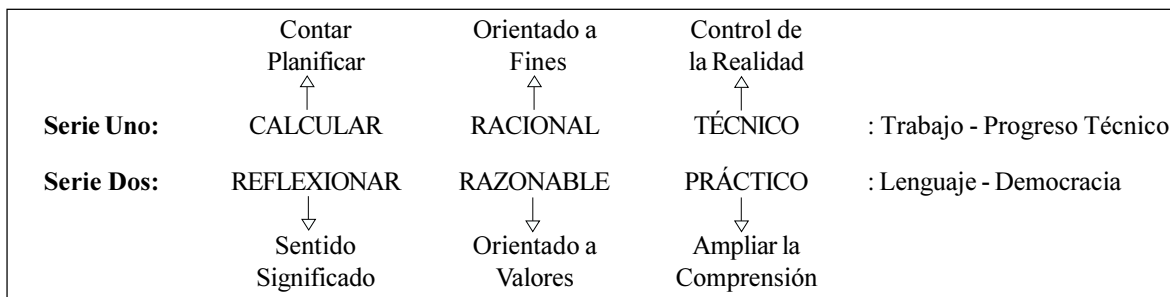 Contar Orientado a Control de
Planificar Fines la Realidad
Serie Uno: CALCULAR RACIONAL TÉCNICO : Trabajo - Progreso Técnico
Serie Dos: REFLEXIONAR RAZONABLE PRÁCTICO : Lenguaje - Democracia
Sentido Orientado a Ampliar la
Significado Valores Comprensión